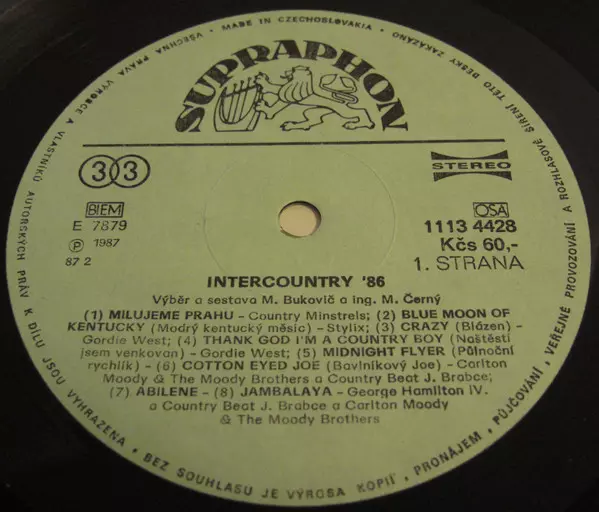 VŠECHNA PRÁVA VÝROBCE A VLASTNÍKŮ AUTORSKÝCH PRÁV K DÍLU JSOU VYHRAZENA • BEZ SOUHLASU JE VÝROSA KOPIÍ, PRONÁJEM, PŮJČOVÁNÍ, VEŘEJNÉ PROVOZOVÁNÍ A ROZHLASOVÉ ŠÍŘENÍ TÉTO DESKY ZAKÁZÁNO • MADE IN CZECHOSLOVAKIA •
SUPRAPHON
33
STEREO
BIEM
E 7879
Ⓟ 1987
87 2
OSA
1113 4428
Kčs 60,-
1. STRANA
INTERCOUNTRY '86
Výběr a sestava M. Bukovič a ing. M. Černý
(1) MILUJEME PRAHU – Country Minstrels; (2) BLUE MOON OF
KENTUCKY (Modrý kentucký měsíc) – Stylix; (3) CRAZY (Blázen) –
Gordie West; (4) THANK GOD I'M A COUNTRY BOY (Naštěstí
jsem venkovan) – Gordie West; (5) MIDNIGHT FLYER (Půlnoční
rychlík) – (6) COTTON EYED JOE (Bavlníkový Joe) – Carlton
Moody & The Moody Brothers a Country Beat J. Brabce;
(7) ABILENE – (8) JAMBALAYA – George Hamilton IV.
a Country Beat J. Brabce a Carlton Moody
& The Moody Brothers